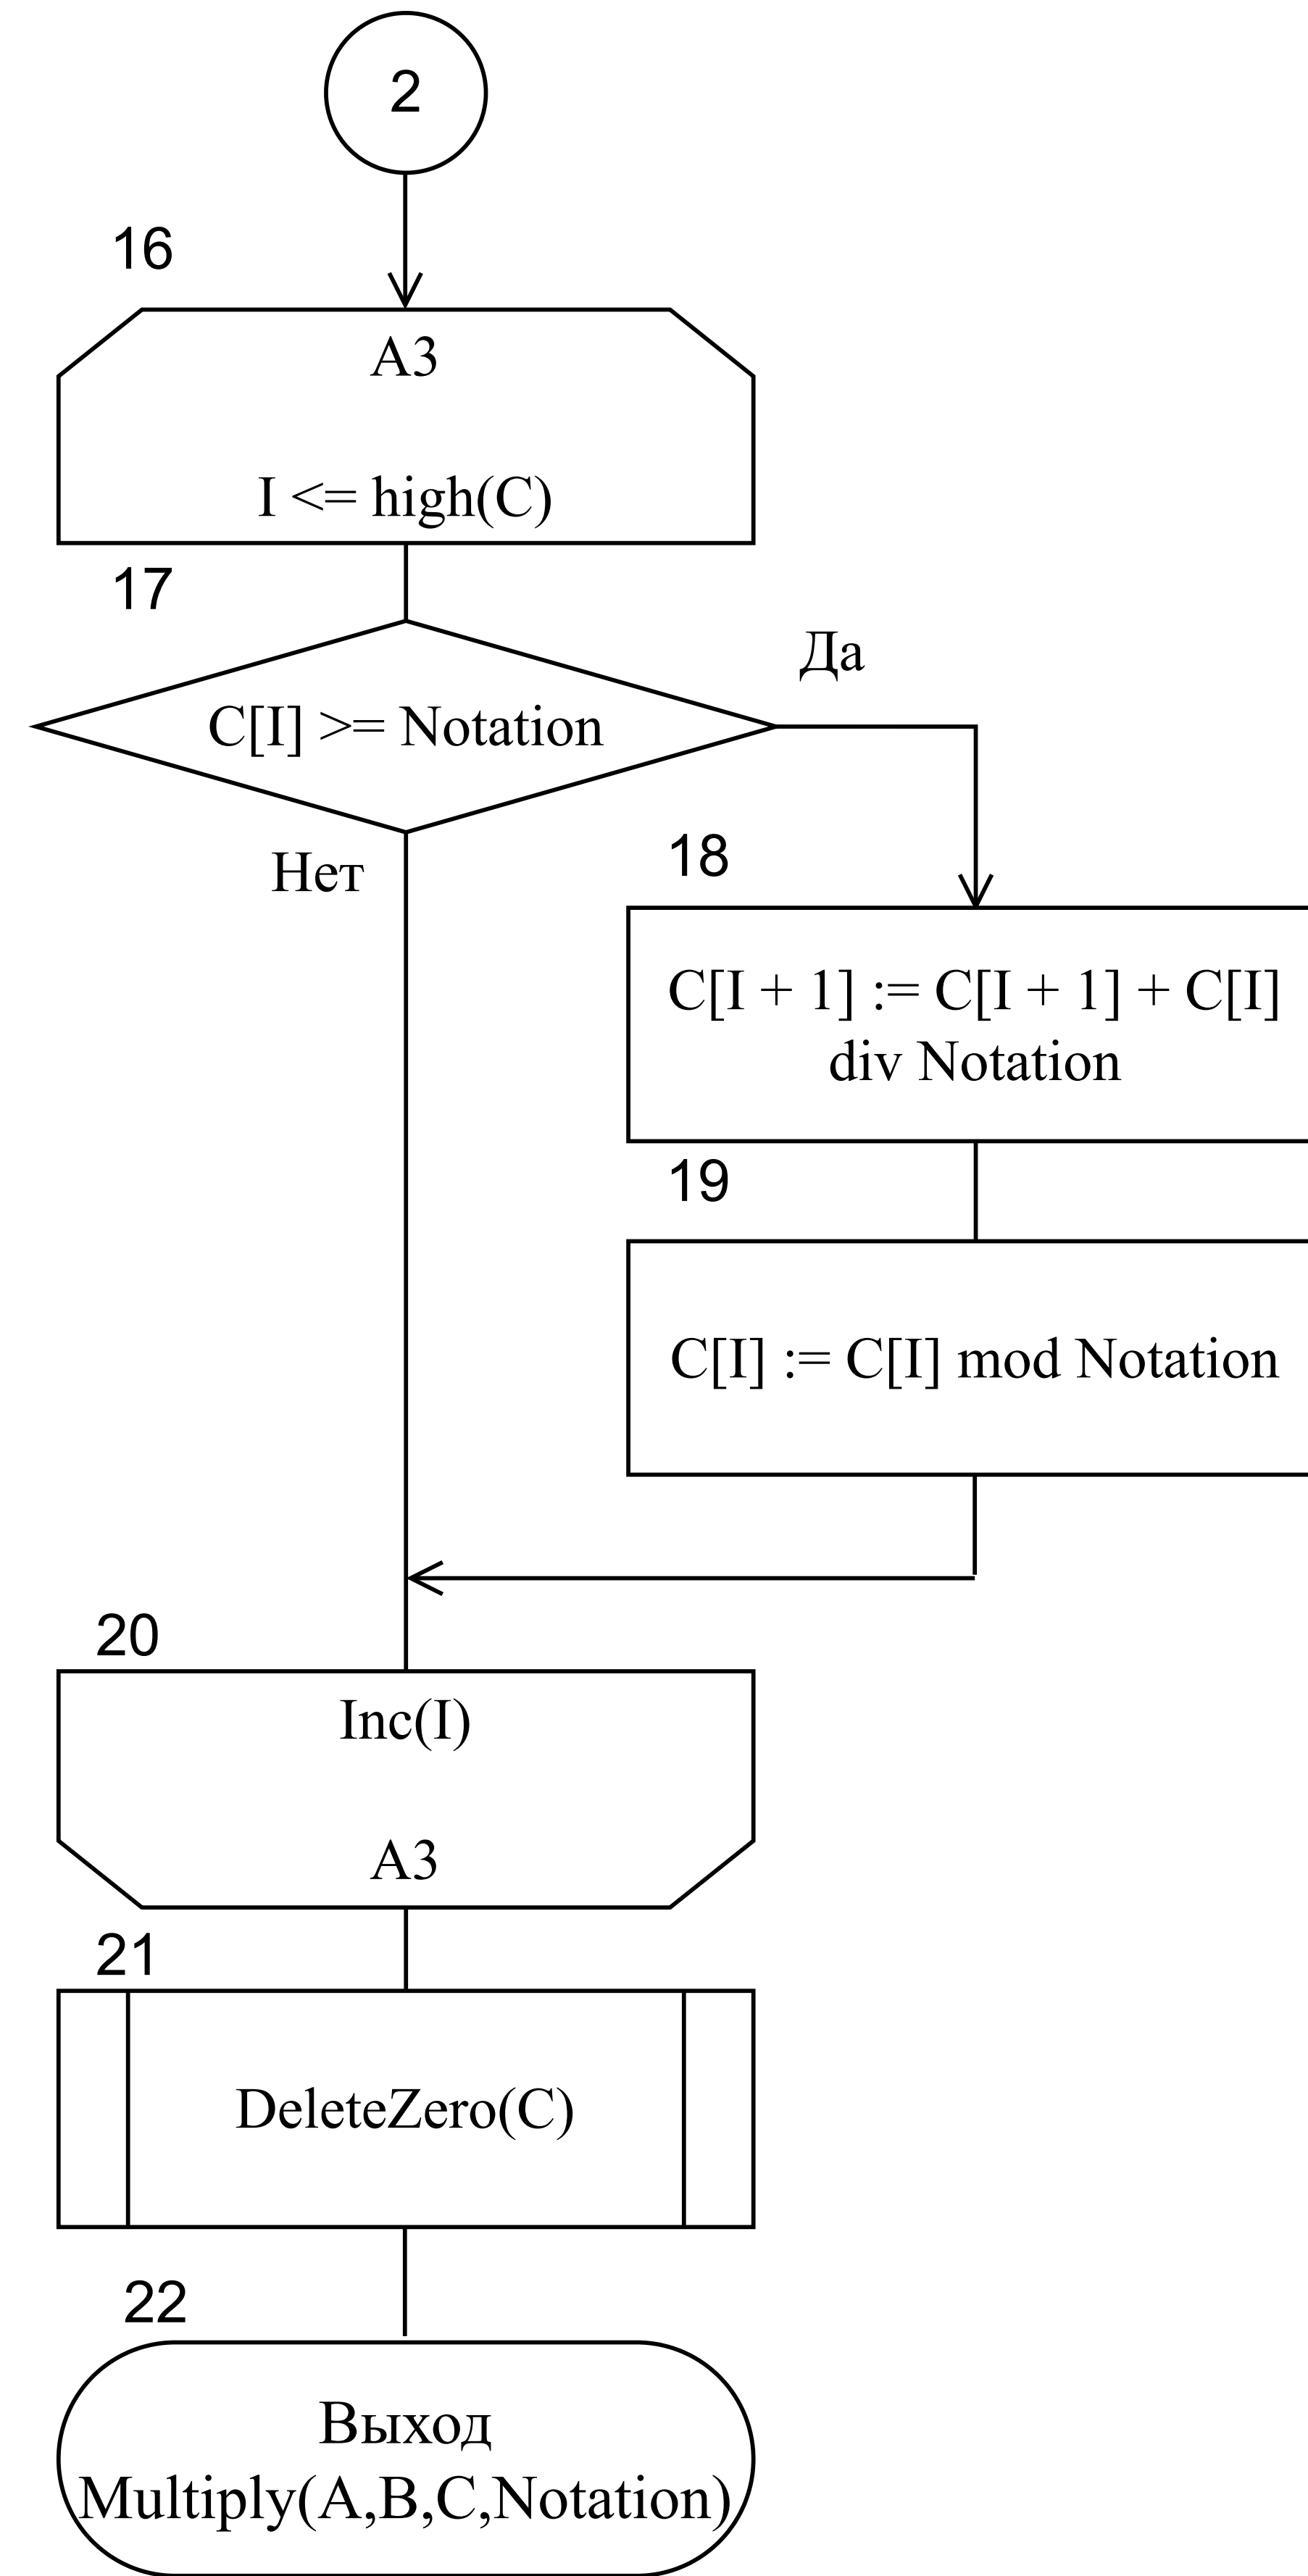 2
16
A3
I <= high(C)
17
Да
C[I] >= Notation
Нет
18
C[I + 1] := C[I + 1] + C[I]
div Notation
19
C[I] := C[I] mod Notation
20
Inc(I)
A3
21
DeleteZero(C)
22
Выход
Multiply(A,B,C,Notation)